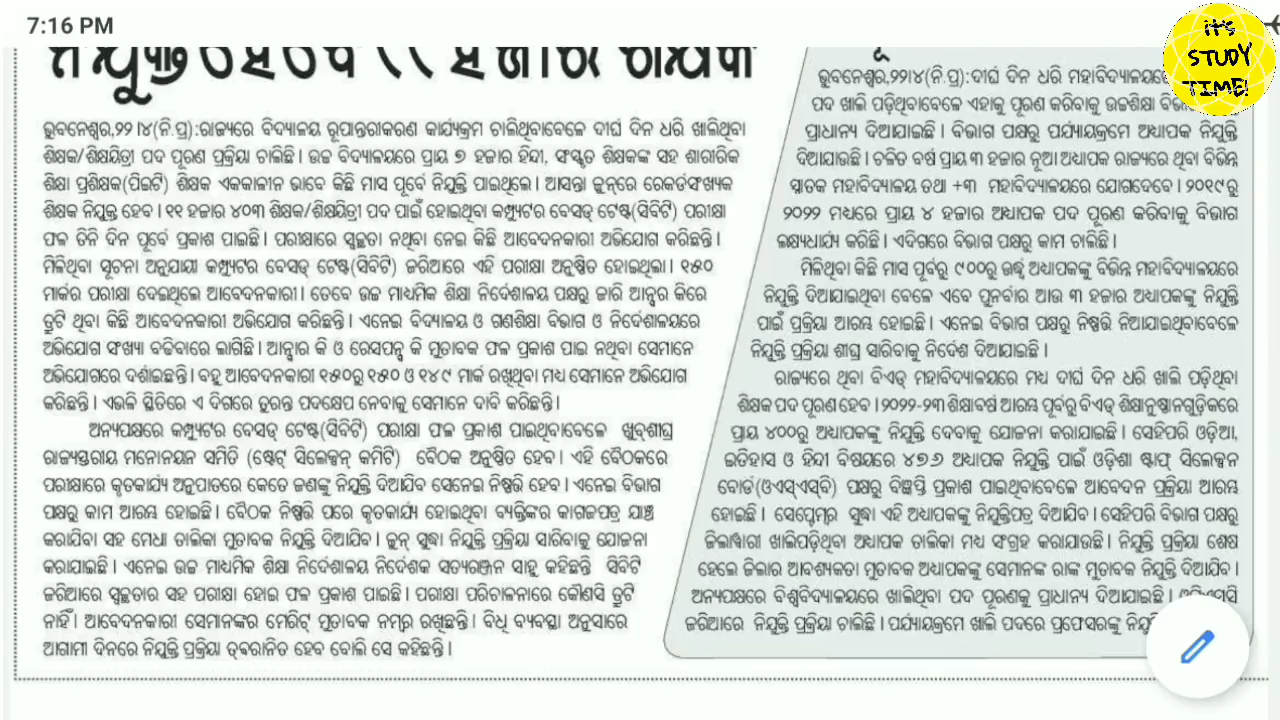 7:16 PM
It's
STUDY
TIME!
ନିଯୁକ୍ତି ହେବେ ୧୧ ହଜାର ଶିକ୍ଷକ
ଭୁବନେଶ୍ୱର,୨୨।୪(ନି.ପ୍ର):ରାଜ୍ୟରେ ବିଦ୍ୟାଳୟ ରୂପାନ୍ତରୀକରଣ କାର୍ଯ୍ୟକ୍ରମ ଚାଲିଥିବାବେଳେ ଦୀର୍ଘ ଦିନ ଧରି ଖାଲିଥିବା
ଶିକ୍ଷକ/ଶିକ୍ଷୟିତ୍ରୀ ପଦ ପୂରଣ ପ୍ରକ୍ରିୟା ଚାଲିଛି। ଉଚ୍ଚ ବିଦ୍ୟାଳୟରେ ପ୍ରାୟ ୭ ହଜାର ହିନ୍ଦୀ, ସଂସ୍କୃତ ଶିକ୍ଷକଙ୍କ ସହ ଶାରୀରିକ
ଶିକ୍ଷା ପ୍ରଶିକ୍ଷକ(ପିଇଟି) ଶିକ୍ଷକ ଏକକାଳୀନ ଭାବେ କିଛି ମାସ ପୂର୍ବେ ନିଯୁକ୍ତି ପାଇଥିଲେ। ଆସନ୍ତା ଜୁନ୍‌ରେ ରେକର୍ଡସଂଖ୍ୟକ
ଶିକ୍ଷକ ନିଯୁକ୍ତ ହେବ। ୧୧ ହଜାର ୪୦୩ ଶିକ୍ଷକ/ଶିକ୍ଷୟିତ୍ରୀ ପଦ ପାଇଁ ହୋଇଥିବା କମ୍ପ୍ୟୁଟର ବେସଡ୍ ଟେଷ୍ଟ(ସିବିଟି) ପରୀକ୍ଷା
ଫଳ ତିନି ଦିନ ପୂର୍ବେ ପ୍ରକାଶ ପାଇଛି। ପରୀକ୍ଷାରେ ସ୍ୱଚ୍ଛତା ନଥିବା ନେଇ କିଛି ଆବେଦନକାରୀ ଅଭିଯୋଗ କରିଛନ୍ତି।
ମିଳିଥିବା ସୂଚନା ଅନୁଯାୟୀ କମ୍ପ୍ୟୁଟର ବେସଡ୍ ଟେଷ୍ଟ(ସିବିଟି) ଜରିଆରେ ଏହି ପରୀକ୍ଷା ଅନୁଷ୍ଠିତ ହୋଇଥିଲା। ୧୫୦
ମାର୍କର ପରୀକ୍ଷା ଦେଇଥିଲେ ଆବେଦନକାରୀ। ତେବେ ଉଚ୍ଚ ମାଧ୍ୟମିକ ଶିକ୍ଷା ନିର୍ଦେଶାଳୟ ପକ୍ଷରୁ ଜାରି ଆନ୍ସର କିରେ
ତ୍ରୁଟି ଥିବା କିଛି ଆବେଦନକାରୀ ଅଭିଯୋଗ କରିଛନ୍ତି। ଏନେଇ ବିଦ୍ୟାଳୟ ଓ ଗଣଶିକ୍ଷା ବିଭାଗ ଓ ନିର୍ଦେଶାଳୟରେ
ଅଭିଯୋଗ ସଂଖ୍ୟା ବଢିବାରେ ଲାଗିଛି। ଆନ୍ସର କି ଓ ରେସପନ୍ସ କି ମୁତାବକ ଫଳ ପ୍ରକାଶ ପାଇ ନଥିବା ସେମାନେ
ଅଭିଯୋଗରେ ଦର୍ଶାଇଛନ୍ତି। ବହୁ ଆବେଦନକାରୀ ୧୫୦ରୁ ୧୫୦ ଓ ୧୪୯ ମାର୍କ ରଖିଥିବା ମଧ୍ୟ ସେମାନେ ଅଭିଯୋଗ
କରିଛନ୍ତି। ଏଭଳି ସ୍ଥିତିରେ ଏ ଦିଗରେ ତୁରନ୍ତ ପଦକ୍ଷେପ ନେବାକୁ ସେମାନେ ଦାବି କରିଛନ୍ତି।
ଅନ୍ୟପକ୍ଷରେ କମ୍ପ୍ୟୁଟର ବେସଡ୍ ଟେଷ୍ଟ(ସିବିଟି) ପରୀକ୍ଷା ଫଳ ପ୍ରକାଶ ପାଇଥିବାବେଳେ ଖୁବ୍‌ଶୀଘ୍ର
ରାଜ୍ୟସ୍ତରୀୟ ମନୋନୟନ ସମିତି (ଷ୍ଟେଟ୍ ସିଲେକ୍ସନ୍ କମିଟି) ବୈଠକ ଅନୁଷ୍ଠିତ ହେବ। ଏହି ବୈଠକରେ
ପରୀକ୍ଷାରେ କୃତକାର୍ଯ୍ୟ ଅନୁପାତରେ କେତେ ଜଣଙ୍କୁ ନିଯୁକ୍ତି ଦିଆଯିବ ସେନେଇ ନିଷ୍ପତ୍ତି ହେବ। ଏନେଇ ବିଭାଗ
ପକ୍ଷରୁ କାମ ଆରମ୍ଭ ହୋଇଛି। ବୈଠକ ନିଷ୍ପତ୍ତି ପରେ କୃତକାର୍ଯ୍ୟ ହୋଇଥିବା ବ୍ୟକ୍ତିଙ୍କର କାଗଜପତ୍ର ଯାଞ୍ଚ
କରାଯିବା ସହ ମେଧା ତାଲିକା ମୁତାବକ ନିଯୁକ୍ତି ଦିଆଯିବ। ଜୁନ୍ ସୁଦ୍ଧା ନିଯୁକ୍ତି ପ୍ରକ୍ରିୟା ସାରିବାକୁ ଯୋଜନା
କରାଯାଇଛି। ଏନେଇ ଉଚ୍ଚ ମାଧ୍ୟମିକ ଶିକ୍ଷା ନିର୍ଦେଶାଳୟ ନିର୍ଦେଶକ ସତ୍ୟରଞ୍ଜନ ସାହୁ କହିଛନ୍ତି ସିବିଟି
ଜରିଆରେ ସ୍ୱଚ୍ଛତାର ସହ ପରୀକ୍ଷା ହୋଇ ଫଳ ପ୍ରକାଶ ପାଇଛି। ପରୀକ୍ଷା ପରିଚାଳନାରେ କୌଣସି ତ୍ରୁଟି
ନାହିଁ। ଆବେଦନକାରୀ ସେମାନଙ୍କର ମେରିଟ୍ ମୁତାବକ ନମ୍ବର ରଖିଛନ୍ତି। ବିଧି ବ୍ୟବସ୍ଥା ଅନୁସାରେ
ଆଗାମୀ ଦିନରେ ନିଯୁକ୍ତି ପ୍ରକ୍ରିୟା ତ୍ୱରାନିତ ହେବ ବୋଲି ସେ କହିଛନ୍ତି।
ଭୁବନେଶ୍ୱର,୨୨।୪(ନି.ପ୍ର):ଦୀର୍ଘ ଦିନ ଧରି
ପଦ ଖାଲି ପଡ଼ିଥିବାବେଳେ ଏହାକୁ ପୂରଣ କରିବାକୁ ଉଚ୍ଚଶିକ୍ଷା
ପ୍ରାଧାନ୍ୟ ଦିଆଯାଇଛି। ବିଭାଗ ପକ୍ଷରୁ ପର୍ଯ୍ୟାୟକ୍ରମେ ଅଧ୍ୟାପକ ନିଯୁକ୍ତି
ଦିଆଯାଉଛି। ଚଳିତ ବର୍ଷ ପ୍ରାୟ ୩ ହଜାର ନୂଆ ଅଧ୍ୟାପକ ରାଜ୍ୟରେ ଥିବା ବିଭିନ୍ନ
ସ୍ନାତକ ମହାବିଦ୍ୟାଳୟ ତଥା +୩ ମହାବିଦ୍ୟାଳୟରେ ଯୋଗଦେବେ। ୨୦୧୯ରୁ
୨୦୨୨ ମଧ୍ୟରେ ପ୍ରାୟ ୪ ହଜାର ଅଧ୍ୟାପକ ପଦ ପୂରଣ କରିବାକୁ ବିଭାଗ
ଲକ୍ଷ୍ୟଧାର୍ଯ୍ୟ କରିଛି। ଏଦିଗରେ ବିଭାଗ ପକ୍ଷରୁ କାମ ଚାଲିଛି।
ମିଳିଥିବା କିଛି ମାସ ପୂର୍ବରୁ ୯୦୦ରୁ ଊର୍ଦ୍ଧ୍ୱ ଅଧ୍ୟାପକଙ୍କୁ ବିଭିନ୍ନ ମହାବିଦ୍ୟାଳୟରେ
ନିଯୁକ୍ତି ଦିଆଯାଇଥିବା ବେଳେ ଏବେ ପୁନର୍ବାର ଆଉ ୩ ହଜାର ଅଧ୍ୟାପକଙ୍କୁ ନିଯୁକ୍ତି
ପାଇଁ ପ୍ରକ୍ରିୟା ଆରମ୍ଭ ହୋଇଛି। ଏନେଇ ବିଭାଗ ପକ୍ଷରୁ ନିଷ୍ପତ୍ତି ନିଆଯାଇଥିବାବେଳେ
ନିଯୁକ୍ତି ପ୍ରକ୍ରିୟା ଶୀଘ୍ର ସାରିବାକୁ ନିର୍ଦେଶ ଦିଆଯାଇଛି।
ରାଜ୍ୟରେ ଥିବା ବିଏଡ୍ ମହାବିଦ୍ୟାଳୟରେ ମଧ୍ୟ ଦୀର୍ଘ ଦିନ ଧରି ଖାଲି ପଡ଼ିଥିବା
ଶିକ୍ଷକ ପଦ ପୂରଣ ହେବ। ୨୦୨୨-୨୩ ଶିକ୍ଷାବର୍ଷ ଆରମ୍ଭ ପୂର୍ବରୁ ବିଏଡ୍ ଶିକ୍ଷାନୁଷ୍ଠାନଗୁଡ଼ିକରେ
ପ୍ରାୟ ୪୦୦ରୁ ଅଧ୍ୟାପକଙ୍କୁ ନିଯୁକ୍ତି ଦେବାକୁ ଯୋଜନା କରାଯାଇଛି। ସେହିପରି ଓଡ଼ିଆ,
ଇତିହାସ ଓ ହିନ୍ଦୀ ବିଷୟରେ ୪୭୬ ଅଧ୍ୟାପକ ନିଯୁକ୍ତି ପାଇଁ ଓଡ଼ିଶା ଷ୍ଟାଫ୍ ସିଲେକ୍ସନ
ବୋର୍ଡ(ଓଏସ୍ଏସ୍‌ବି) ପକ୍ଷରୁ ବିଜ୍ଞପ୍ତି ପ୍ରକାଶ ପାଇଥିବାବେଳେ ଆବେଦନ ପ୍ରକ୍ରିୟା ଆରମ୍ଭ
ହୋଇଛି। ସେପ୍ଟେମ୍ବର ସୁଦ୍ଧା ଏହି ଅଧ୍ୟାପକଙ୍କୁ ନିଯୁକ୍ତିପତ୍ର ଦିଆଯିବ। ସେହିପରି ବିଭାଗ ପକ୍ଷରୁ
ଜିଲାୱାରୀ ଖାଲିପଡ଼ିଥିବା ଅଧ୍ୟାପକ ତାଲିକା ମଧ୍ୟ ସଂଗ୍ରହ କରାଯାଉଛି। ନିଯୁକ୍ତି ପ୍ରକ୍ରିୟା ଶେଷ
ହେଲେ ଜିଲାର ଆବଶ୍ୟକତା ମୁତାବକ ଅଧ୍ୟାପକଙ୍କୁ ସେମାନଙ୍କ ରାଙ୍କ ମୁତାବକ ନିଯୁକ୍ତି ଦିଆଯିବ।
ଅନ୍ୟପକ୍ଷରେ ବିଶ୍ୱବିଦ୍ୟାଳୟରେ ଖାଲିଥିବା ପଦ ପୂରଣକୁ ପ୍ରାଧାନ୍ୟ ଦିଆଯାଇଛି।
ଜରିଆରେ ନିଯୁକ୍ତି ପ୍ରକ୍ରିୟା ଚାଲିଛି। ପର୍ଯ୍ୟାୟକ୍ରମେ ଖାଲି ପଦରେ ପ୍ରଫେସରଙ୍କୁ